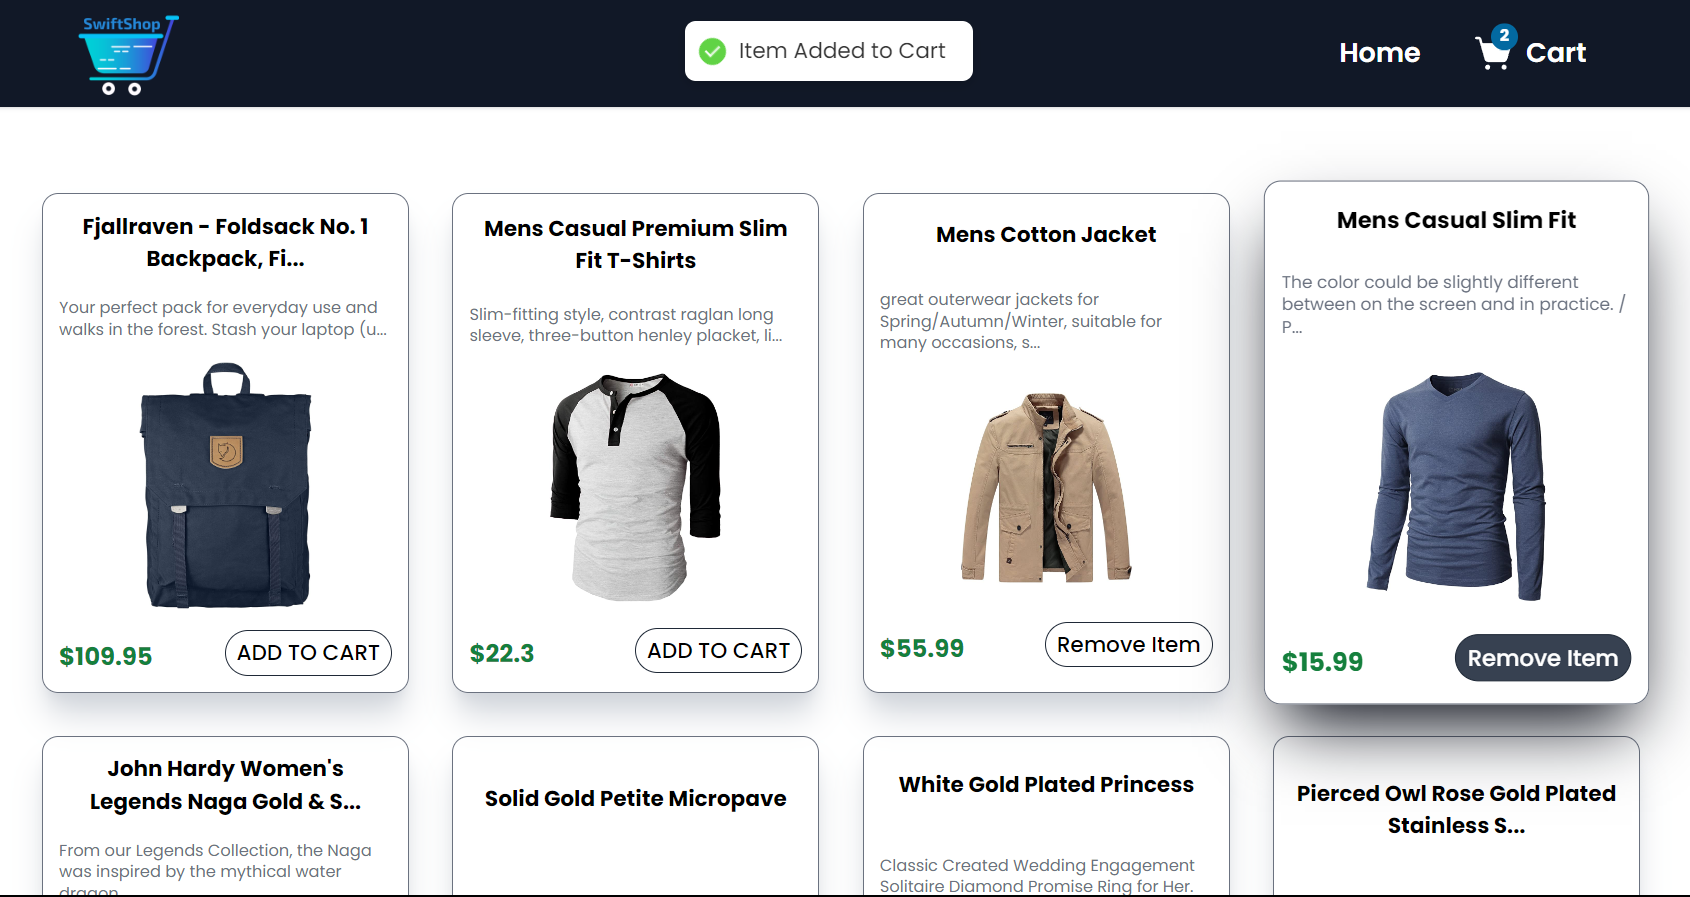 SwiftShop
Item Added to Cart
Home
2
Cart
Fjallraven - Foldsack No. 1
Backpack, Fi...
Your perfect pack for everyday use and
walks in the forest. Stash your laptop (u...
$109.95
ADD TO CART
Mens Casual Premium Slim
Fit T-Shirts
Slim-fitting style, contrast raglan long
sleeve, three-button henley placket, li...
$22.3
ADD TO CART
Mens Cotton Jacket
great outerwear jackets for
Spring/Autumn/Winter, suitable for
many occasions, s...
$55.99
Remove Item
Mens Casual Slim Fit
The color could be slightly different
between on the screen and in practice. /
P...
$15.99
Remove Item
John Hardy Women's
Legends Naga Gold & S...
From our Legends Collection, the Naga
was inspired by the mythical water
dragon
Solid Gold Petite Micropave
White Gold Plated Princess
Classic Created Wedding Engagement
Solitaire Diamond Promise Ring for Her.
Pierced Owl Rose Gold Plated
Stainless S...